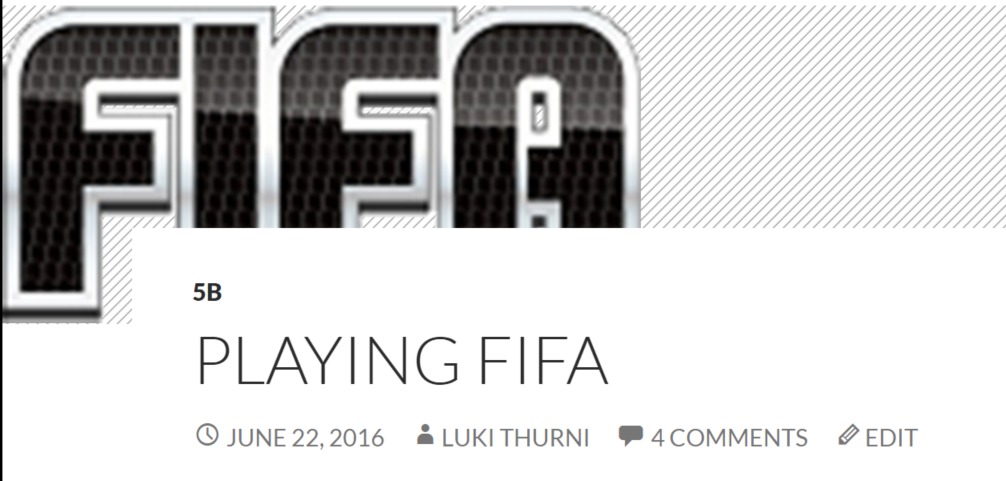 FIFA
5B
PLAYING FIFA
JUNE 22, 2016 LUKI THURNI 4 COMMENTS EDIT